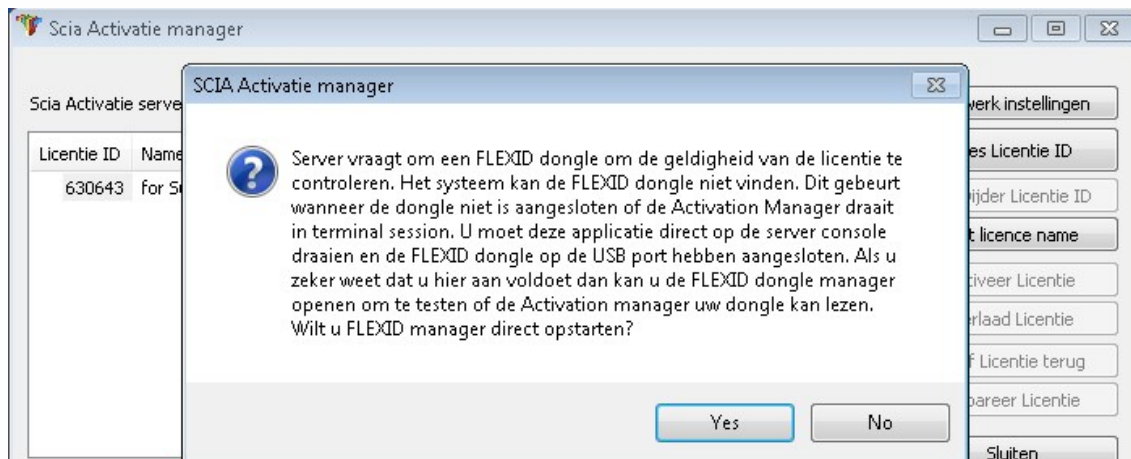 Scia Activatie manager
SCIA Activatie manager
Scia Activatie serve
Licentie ID Name
630643 for S
Server vraagt om een FLEXID dongle om de geldigheid van de licentie te
controleren. Het systeem kan de FLEXID dongle niet vinden. Dit gebeurt
wanneer de dongle niet is aangesloten of de Activation Manager draait
in terminal session. U moet deze applicatie direct op de server console
draaien en de FLEXID dongle op de USB port hebben aangesloten. Als u
zeker weet dat u hier aan voldoet dan kan u de FLEXID dongle manager
openen om te testen of de Activation manager uw dongle kan lezen.
Wilt u FLEXID manager direct opstarten?
Yes No
werk instellingen
es Licentie ID
ijder Licentie ID
t licence name
tiveer Licentie
rlaad Licentie
f Licentie terug
pareer Licentie
Sluiten